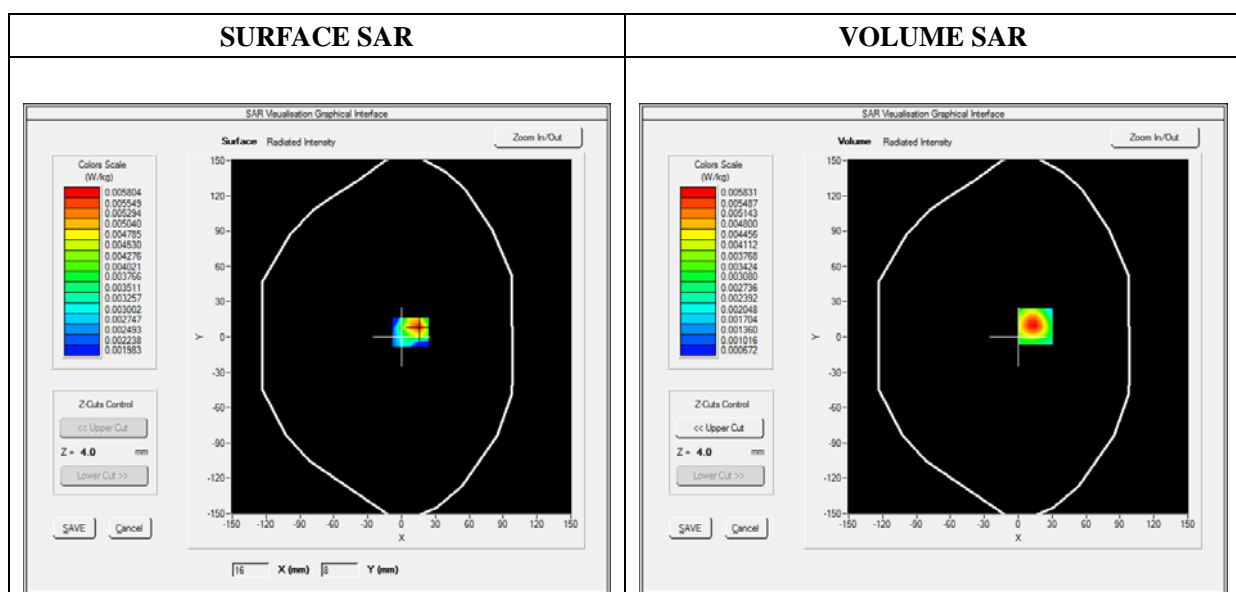 SURFACE SAR
VOLUME SAR
SAR Visualisation Graphical Interface
Surface Radiated Intensity
Zoom In/Out
Colors Scale
(W/kg)
0.005804
0.005549
0.005294
0.005040
0.004785
0.004530
0.004276
0.004021
0.003766
0.003511
0.003257
0.003002
0.002747
0.002493
0.002238
0.001983
Z-Cuts Control
<< Upper Cut
Z = 4.0 mm
Lower Cut >>
SAVE Cancel
150
120
90
60
30
0
-30
-60
-90
-120
-150
Y
-150 -120 -90 -60 -30 0 30 60 90 120 150
X
16 X (mm) 8 Y (mm)
SAR Visualisation Graphical Interface
Volume Radiated Intensity
Zoom In/Out
Colors Scale
(W/kg)
0.005831
0.005487
0.005143
0.004800
0.004456
0.004112
0.003768
0.003424
0.003080
0.002736
0.002392
0.002048
0.001704
0.001360
0.001016
0.000672
Z-Cuts Control
<< Upper Cut
Z = 4.0 mm
Lower Cut >>
SAVE Cancel
150
120
90
60
30
0
-30
-60
-90
-120
-150
Y
-150 -120 -90 -60 -30 0 30 60 90 120 150
X